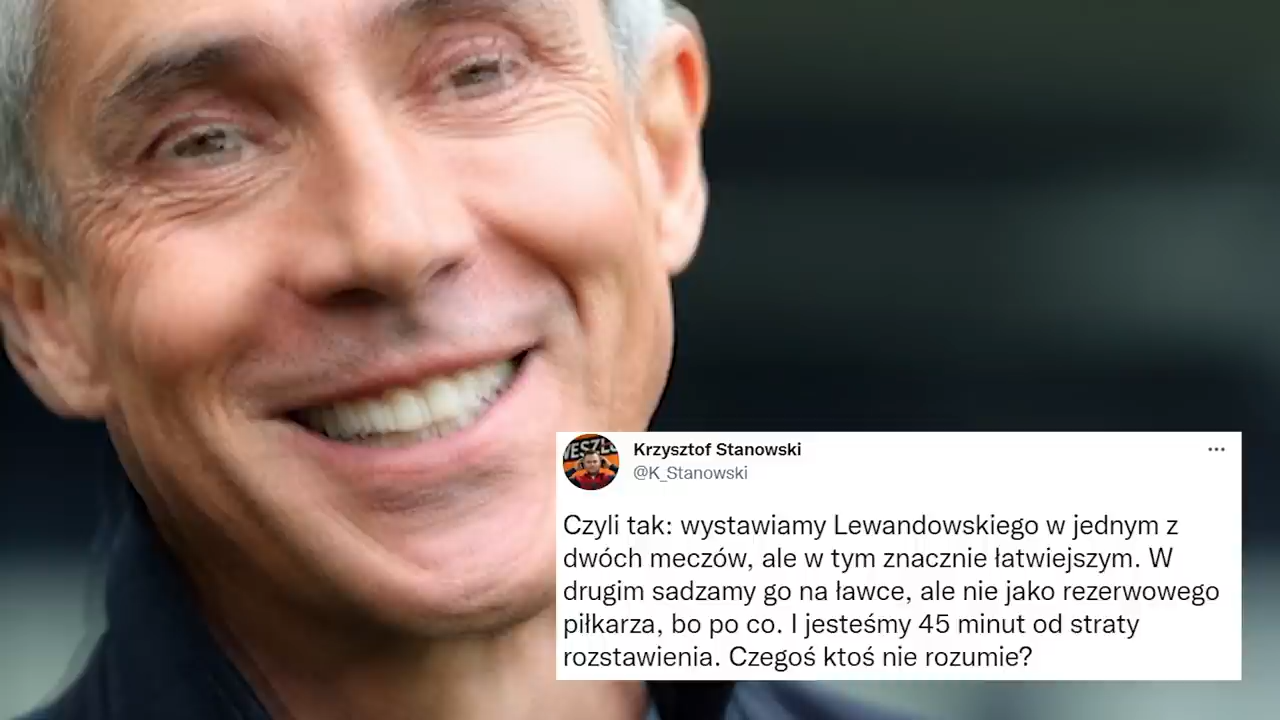 WESZŁO
Krzysztof Stanowski
@K_Stanowski
Czyli tak: wystawiamy Lewandowskiego w jednym z
dwóch meczów, ale w tym znacznie łatwiejszym. W
drugim sadzamy go na ławce, ale nie jako rezerwowego
piłkarza, bo po co. I jesteśmy 45 minut od straty
rozstawienia. Czegoś ktoś nie rozumie?